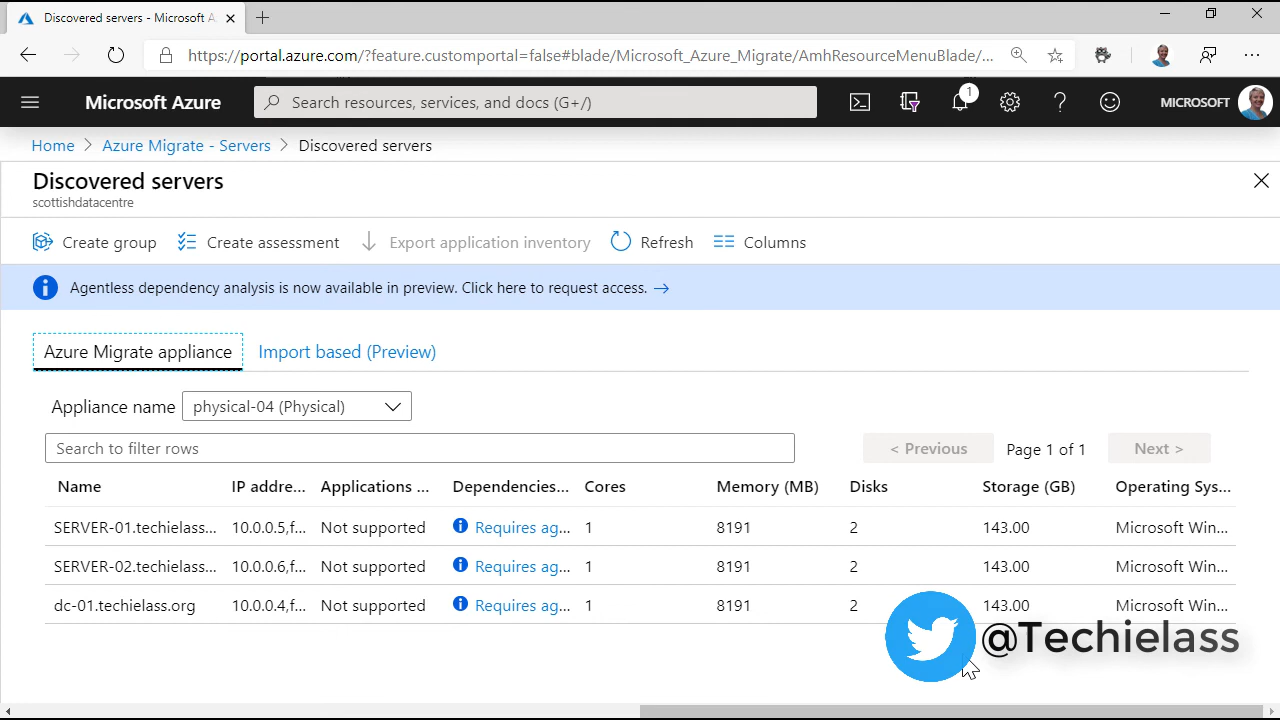 Discovered servers - Microsoft A
https://portal.azure.com/?feature.customportal=false#blade/Microsoft_Azure_Migrate/AmhResourceMenuBlade/...
Microsoft Azure
Search resources, services, and docs (G+/)
1
MICROSOFT
Home > Azure Migrate - Servers > Discovered servers
Discovered servers
scottishdatacentre
Create group
Create assessment
Export application inventory
Refresh
Columns
Agentless dependency analysis is now available in preview. Click here to request access. →
Azure Migrate appliance
Import based (Preview)
Appliance name physical-04 (Physical)
Search to filter rows
< Previous Page 1 of 1 Next >
Name IP addre... Applications ... Dependencies... Cores Memory (MB) Disks Storage (GB) Operating Sys...
SERVER-01.techielass... 10.0.0.5,f... Not supported Requires ag... 1 8191 2 143.00 Microsoft Win...
SERVER-02.techielass... 10.0.0.6,f... Not supported Requires ag... 1 8191 2 143.00 Microsoft Win...
dc-01.techielass.org 10.0.0.4,f... Not supported Requires ag... 1 8191 2 143.00 Microsoft Win...
@Techielass